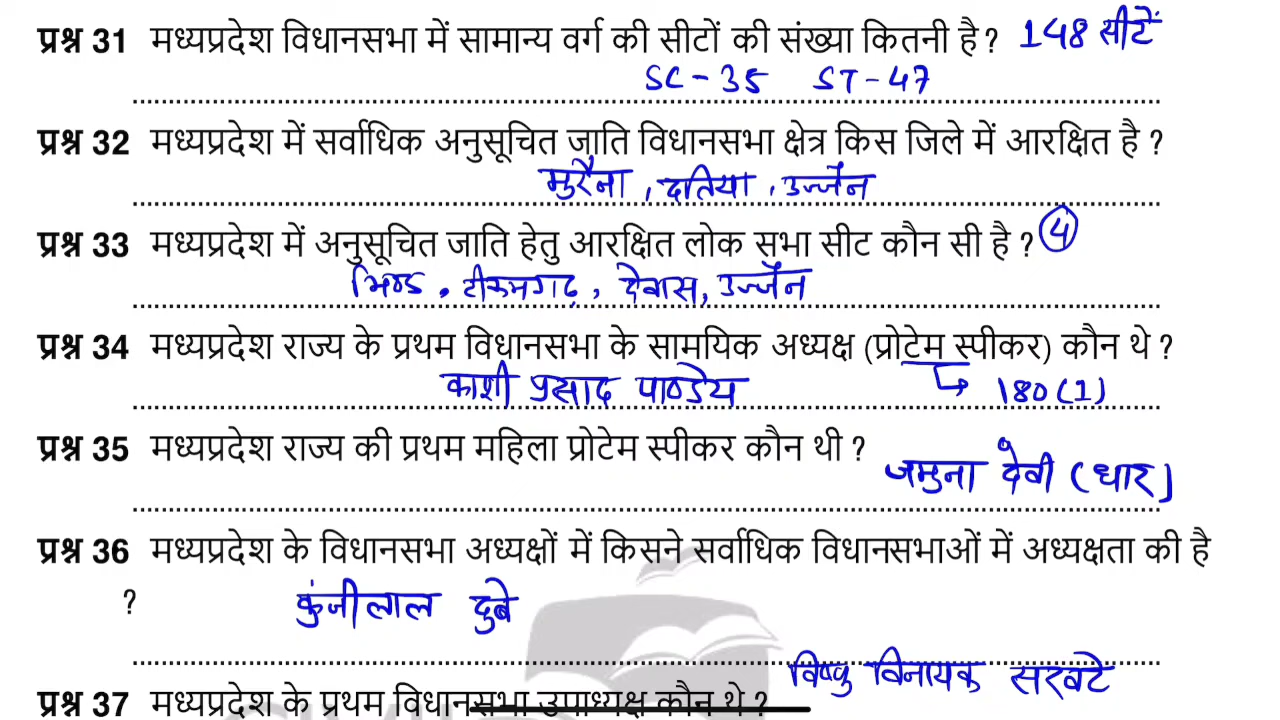 प्रश्न 31 मध्यप्रदेश विधानसभा में सामान्य वर्ग की सीटों की संख्या कितनी है ? 148 सीटें
SC - 35 ST - 47
प्रश्न 32 मध्यप्रदेश में सर्वाधिक अनुसूचित जाति विधानसभा क्षेत्र किस जिले में आरक्षित है ?
मुरैना , दतिया , उज्जैन
प्रश्न 33 मध्यप्रदेश में अनुसूचित जाति हेतु आरक्षित लोक सभा सीट कौन सी है ? 4
भिण्ड . टीकमगढ़ , देवास, उज्जैन
प्रश्न 34 मध्यप्रदेश राज्य के प्रथम विधानसभा के सामयिक अध्यक्ष (प्रोटेम स्पीकर) कौन थे ?
काशी प्रसाद पाण्डेय → 180 (1)
प्रश्न 35 मध्यप्रदेश राज्य की प्रथम महिला प्रोटेम स्पीकर कौन थी ?
जमुना देवी (धार)
प्रश्न 36 मध्यप्रदेश के विधानसभा अध्यक्षों में किसने सर्वाधिक विधानसभाओं में अध्यक्षता की है
?
कुंजीलाल दुबे
विष्णु विनायक सरवटे
प्रश्न 37 मध्यप्रदेश के प्रथम विधानसभा उपाध्यक्ष कौन थे ?